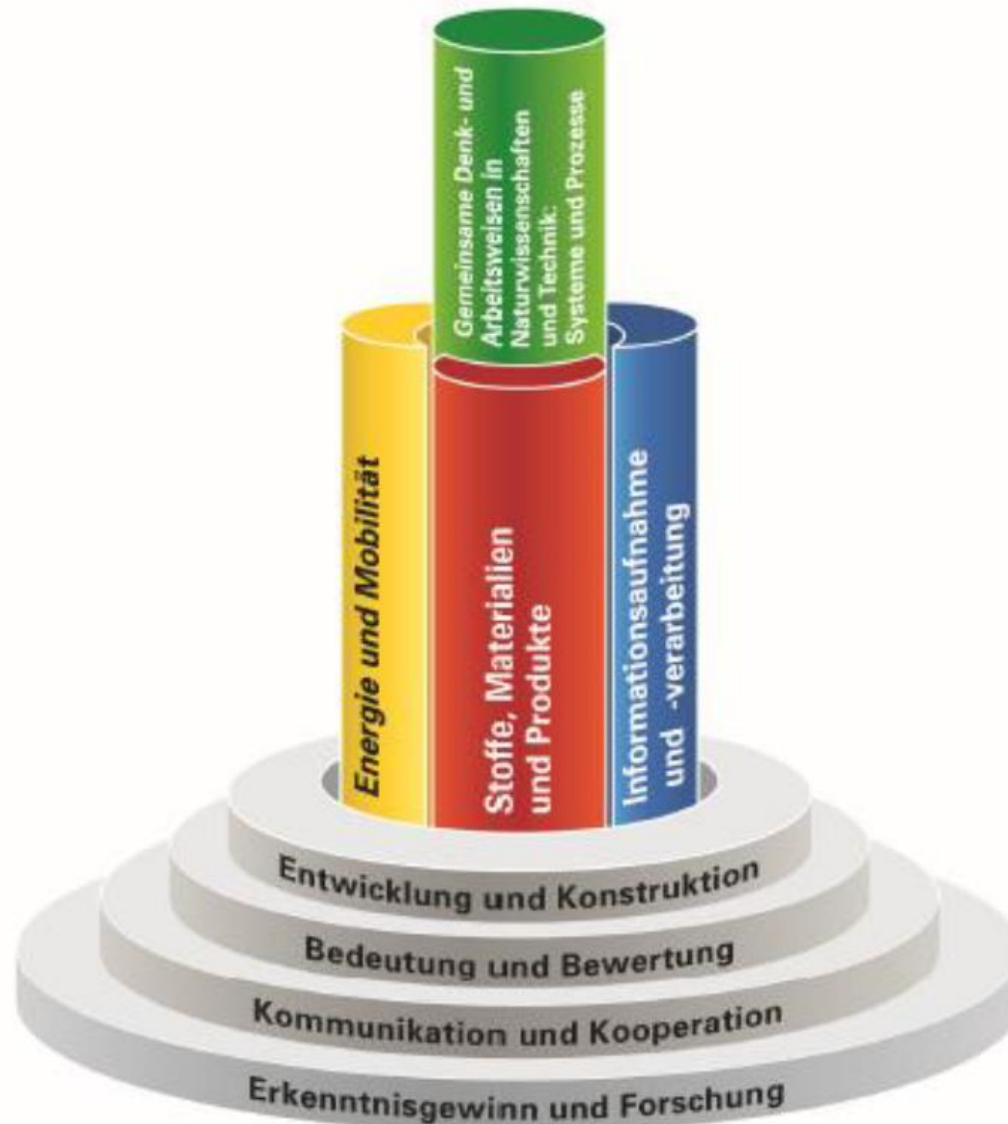 Gemeinsame Denk- und
Arbeitsweisen in
Naturwissenschaften
und Technik:
Systeme und Prozesse
Energie und Mobilität
Stoffe, Materialien
und Produkte
Informationsaufnahme
und -verarbeitung
Entwicklung und Konstruktion
Bedeutung und Bewertung
Kommunikation und Kooperation
Erkenntnisgewinn und Forschung